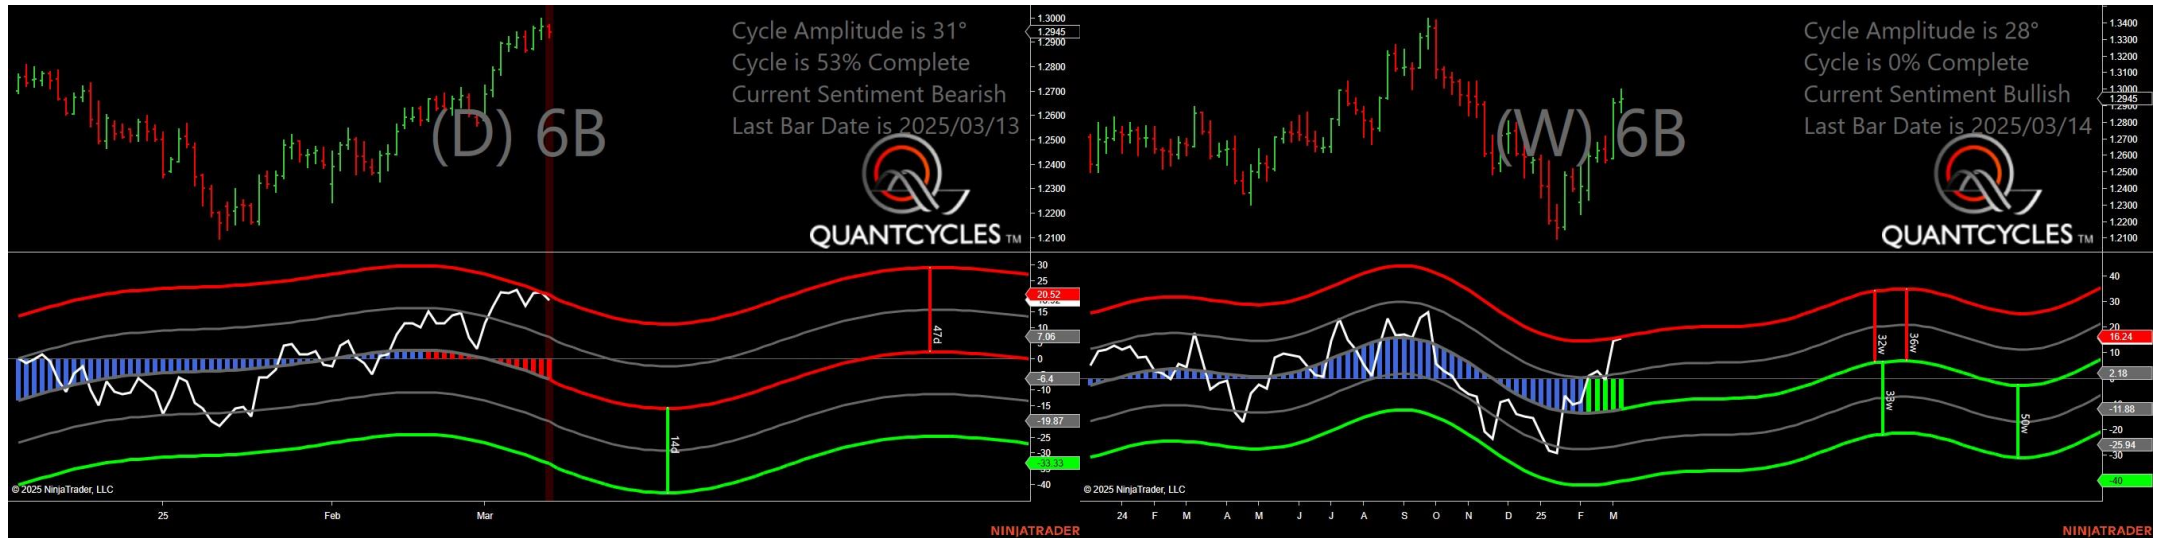 Cycle Amplitude is 31°
Cycle is 53% Complete
Current Sentiment Bearish
Last Bar Date is 2025/03/13
(D) 6B
QUANTCYCLES TM
1.3000
1.2945
1.2900
1.2800
1.2700
1.2600
1.2500
1.2400
1.2300
1.2200
1.2100
30
25
20.52
15
10
7.06
0
-6.4
-10
-15
-19.87
-25
-30
-33.33
-40
47d
14d
© 2025 NinjaTrader, LLC
25 Feb Mar
NINJATRADER
Cycle Amplitude is 28°
Cycle is 0% Complete
Current Sentiment Bullish
Last Bar Date is 2025/03/14
(W) 6B
QUANTCYCLES TM
1.3400
1.3300
1.3200
1.3100
1.3000
1.2945
1.2800
1.2700
1.2600
1.2500
1.2400
1.2300
1.2200
1.2100
40
30
20
16.24
10
2.18
-11.88
-20
-25.94
-30
-40
32w
36w
50w
© 2025 NinjaTrader, LLC
24 F M A M J J A S O N D 25 F M
NINJATRADER